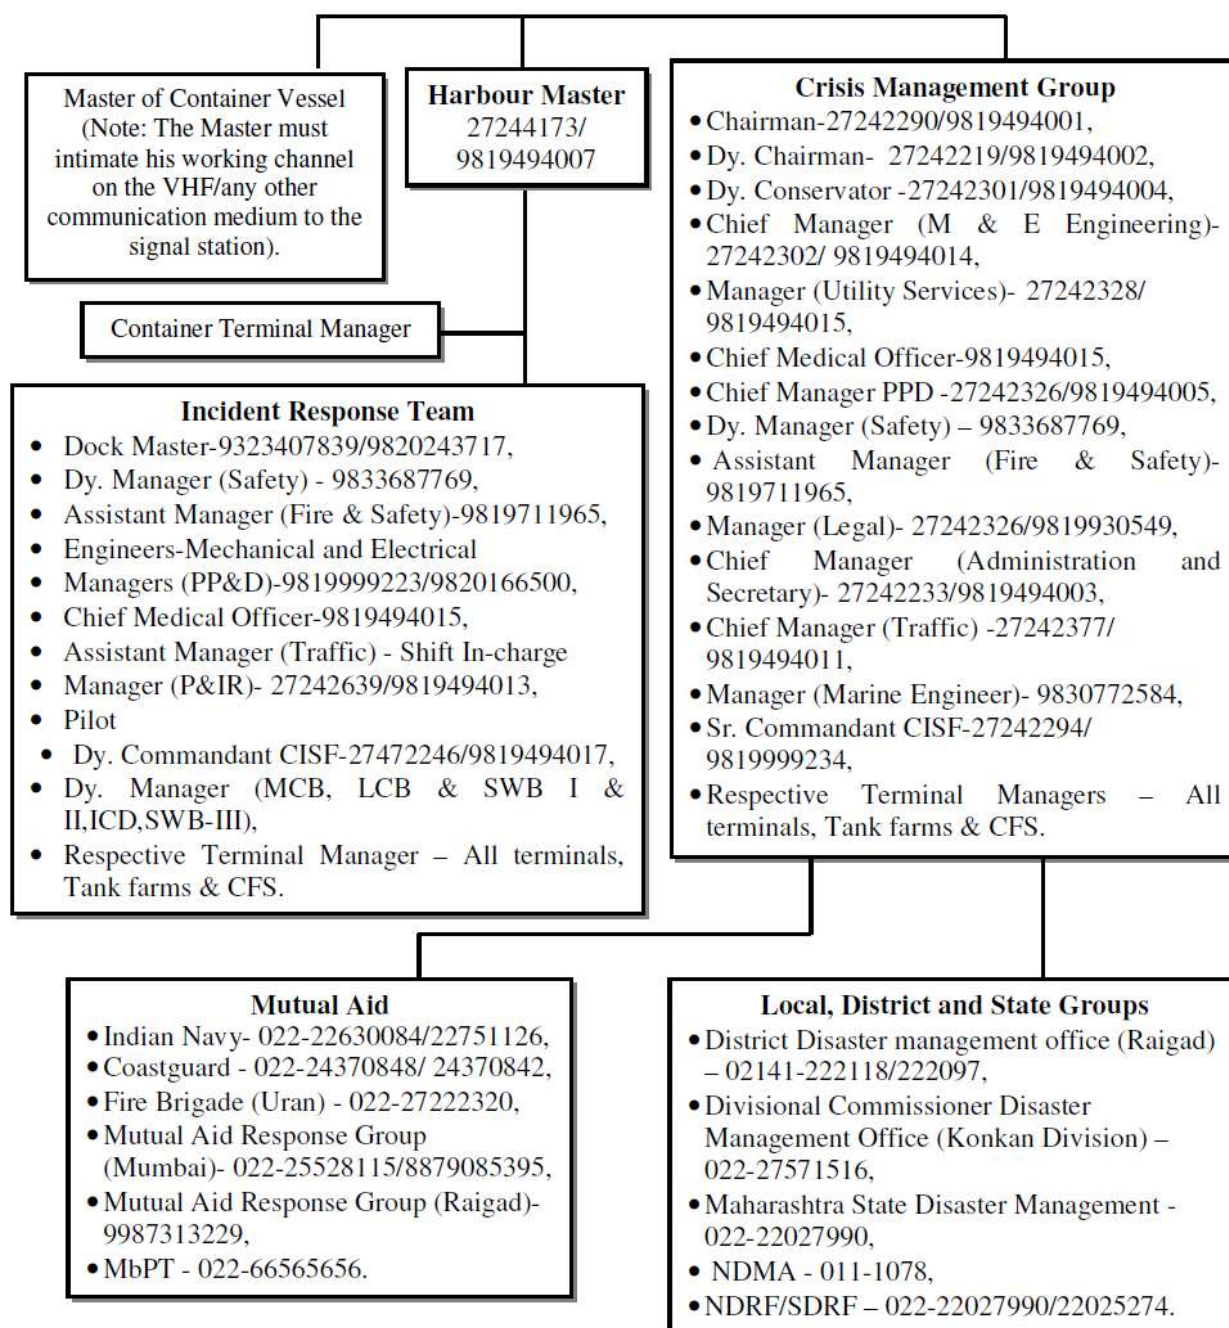 Master of Container Vessel
(Note: The Master must
intimate his working channel
on the VHF/any other
communication medium to the
signal station).
Harbour Master
27244173/
9819494007
Crisis Management Group
• Chairman-27242290/9819494001,
• Dy. Chairman- 27242219/9819494002,
• Dy. Conservator -27242301/9819494004,
• Chief Manager (M & E Engineering)-
27242302/ 9819494014,
• Manager (Utility Services)- 27242328/
9819494015,
• Chief Medical Officer-9819494015,
• Chief Manager PPD -27242326/9819494005,
• Dy. Manager (Safety) – 9833687769,
• Assistant Manager (Fire & Safety)-
9819711965,
• Manager (Legal)- 27242326/9819930549,
• Chief Manager (Administration and
Secretary)- 27242233/9819494003,
• Chief Manager (Traffic) -27242377/
9819494011,
• Manager (Marine Engineer)- 9830772584,
• Sr. Commandant CISF-27242294/
9819999234,
• Respective Terminal Managers – All
terminals, Tank farms & CFS.
Container Terminal Manager
Incident Response Team
• Dock Master-9323407839/9820243717,
• Dy. Manager (Safety) - 9833687769,
• Assistant Manager (Fire & Safety)-9819711965,
• Engineers-Mechanical and Electrical
• Managers (PP&D)-9819999223/9820166500,
• Chief Medical Officer-9819494015,
• Assistant Manager (Traffic) - Shift In-charge
• Manager (P&IR)- 27242639/9819494013,
• Pilot
• Dy. Commandant CISF-27472246/9819494017,
• Dy. Manager (MCB, LCB & SWB I &
II,ICD,SWB-III),
• Respective Terminal Manager – All terminals,
Tank farms & CFS.
Mutual Aid
• Indian Navy- 022-22630084/22751126,
• Coastguard - 022-24370848/ 24370842,
• Fire Brigade (Uran) - 022-27222320,
• Mutual Aid Response Group
(Mumbai)- 022-25528115/8879085395,
• Mutual Aid Response Group (Raigad)-
9987313229,
• MbPT - 022-66565656.
Local, District and State Groups
• District Disaster management office (Raigad)
– 02141-222118/222097,
• Divisional Commissioner Disaster
Management Office (Konkan Division) –
022-27571516,
• Maharashtra State Disaster Management -
022-22027990,
• NDMA - 011-1078,
• NDRF/SDRF – 022-22027990/22025274.